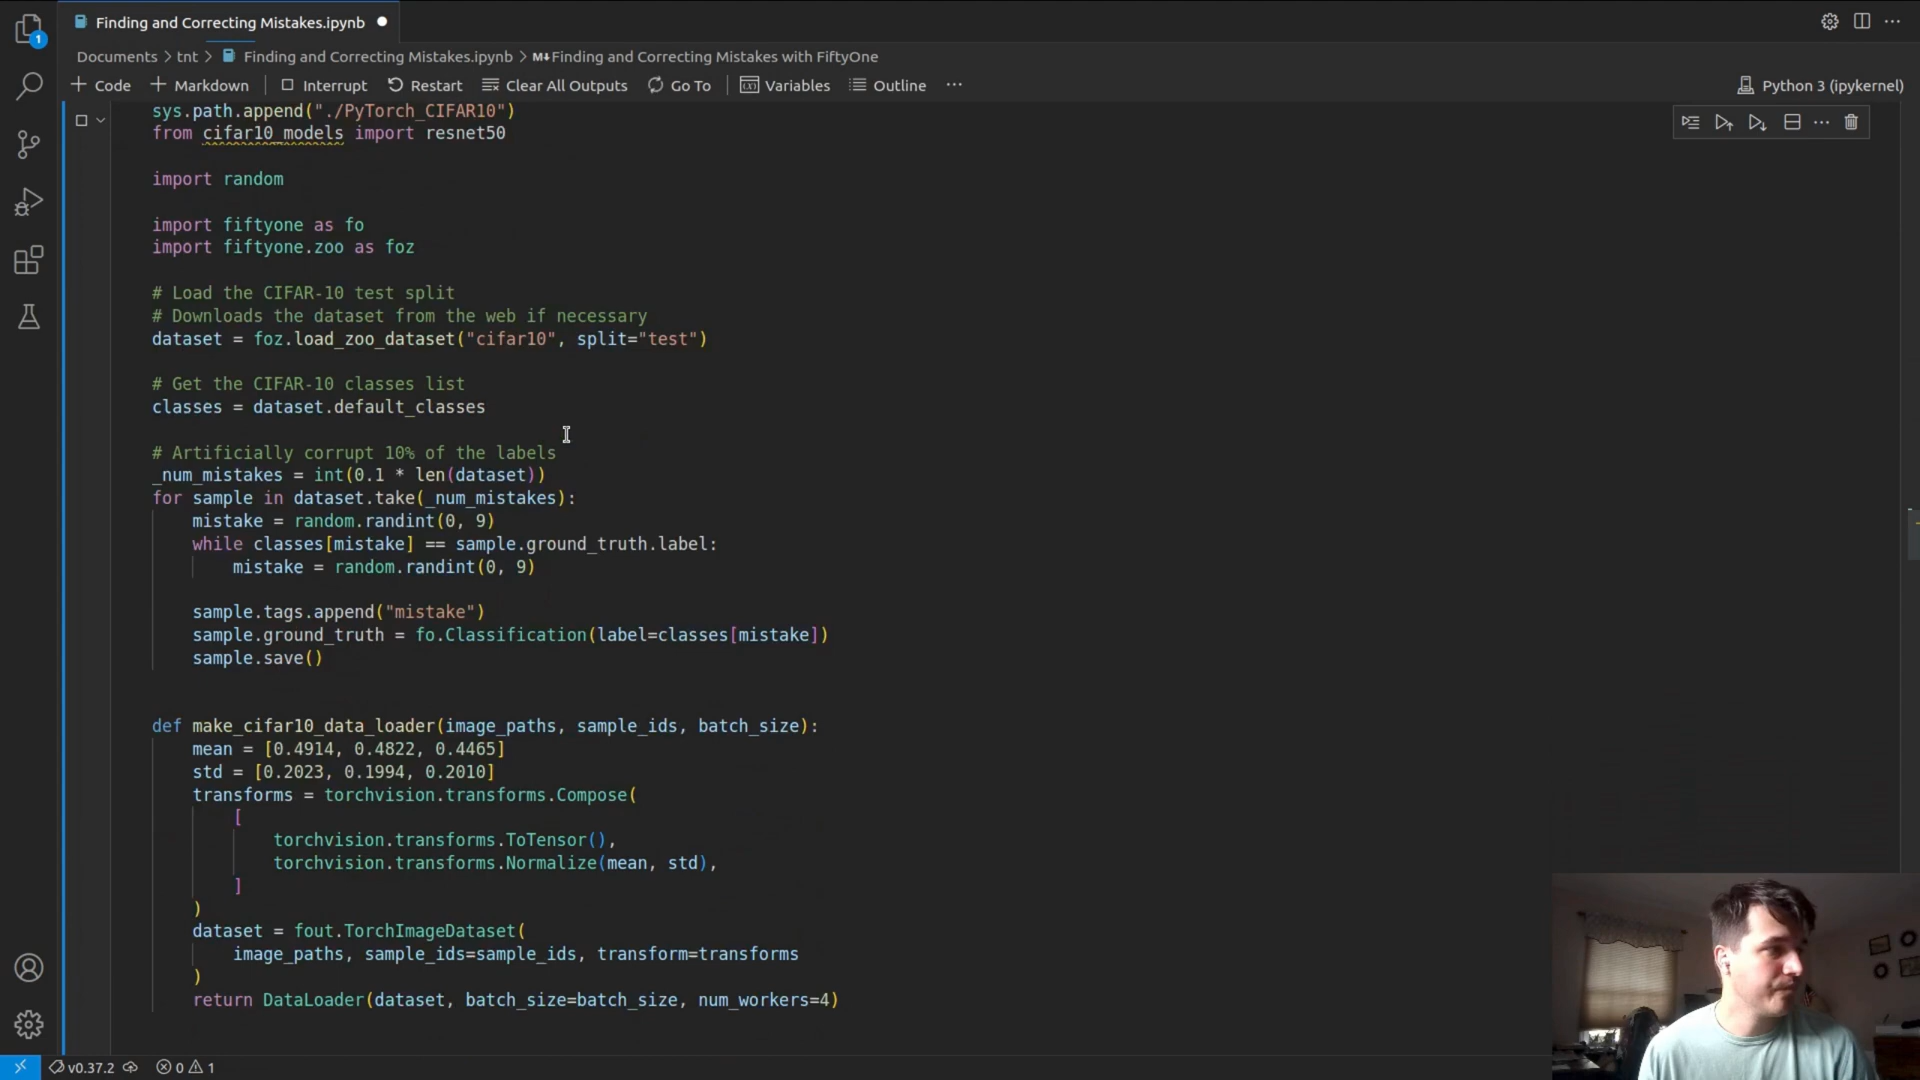 Finding and Correcting Mistakes.ipynb
1
Documents > tnt > Finding and Correcting Mistakes.ipynb > M↓Finding and Correcting Mistakes with FiftyOne
+ Code + Markdown Interrupt Restart Clear All Outputs Go To Variables Outline ··· Python 3 (ipykernel)
sys.path.append("./PyTorch_CIFAR10")
from cifar10_models import resnet50
import random
import fiftyone as fo
import fiftyone.zoo as foz
# Load the CIFAR-10 test split
# Downloads the dataset from the web if necessary
dataset = foz.load_zoo_dataset("cifar10", split="test")
# Get the CIFAR-10 classes list
classes = dataset.default_classes
# Artificially corrupt 10% of the labels
_num_mistakes = int(0.1 * len(dataset))
for sample in dataset.take(_num_mistakes):
    mistake = random.randint(0, 9)
    while classes[mistake] == sample.ground_truth.label:
        mistake = random.randint(0, 9)
    sample.tags.append("mistake")
    sample.ground_truth = fo.Classification(label=classes[mistake])
    sample.save()
def make_cifar10_data_loader(image_paths, sample_ids, batch_size):
    mean = [0.4914, 0.4822, 0.4465]
    std = [0.2023, 0.1994, 0.2010]
    transforms = torchvision.transforms.Compose(
        [
            torchvision.transforms.ToTensor(),
            torchvision.transforms.Normalize(mean, std),
        ]
    )
    dataset = fout.TorchImageDataset(
        image_paths, sample_ids=sample_ids, transform=transforms
    )
    return DataLoader(dataset, batch_size=batch_size, num_workers=4)
v0.37.2 0 1